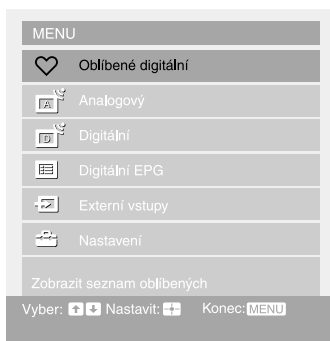 MENU
Oblíbené digitální
A Analogový
D Digitální
Digitální EPG
Externí vstupy
Nastavení
Zobrazit seznam oblíbených
Vyber: Nastavit: Konec: MENU